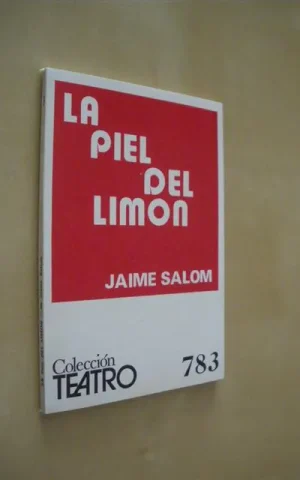 LA
PIEL
DEL
LIMON
JAIME SALOM
Colección
TEATRO
783